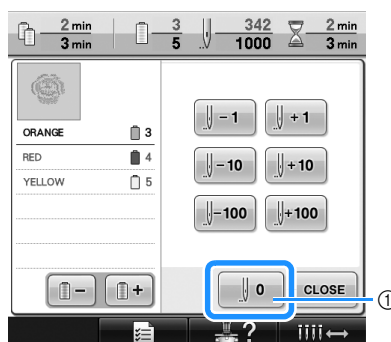 2 min 3 342 2 min
3 min 5 1000 3 min
ORANGE 3
RED 4
YELLOW 5
- 1 + 1
- 10 + 10
- 100 + 100
- + 0 CLOSE ①
?